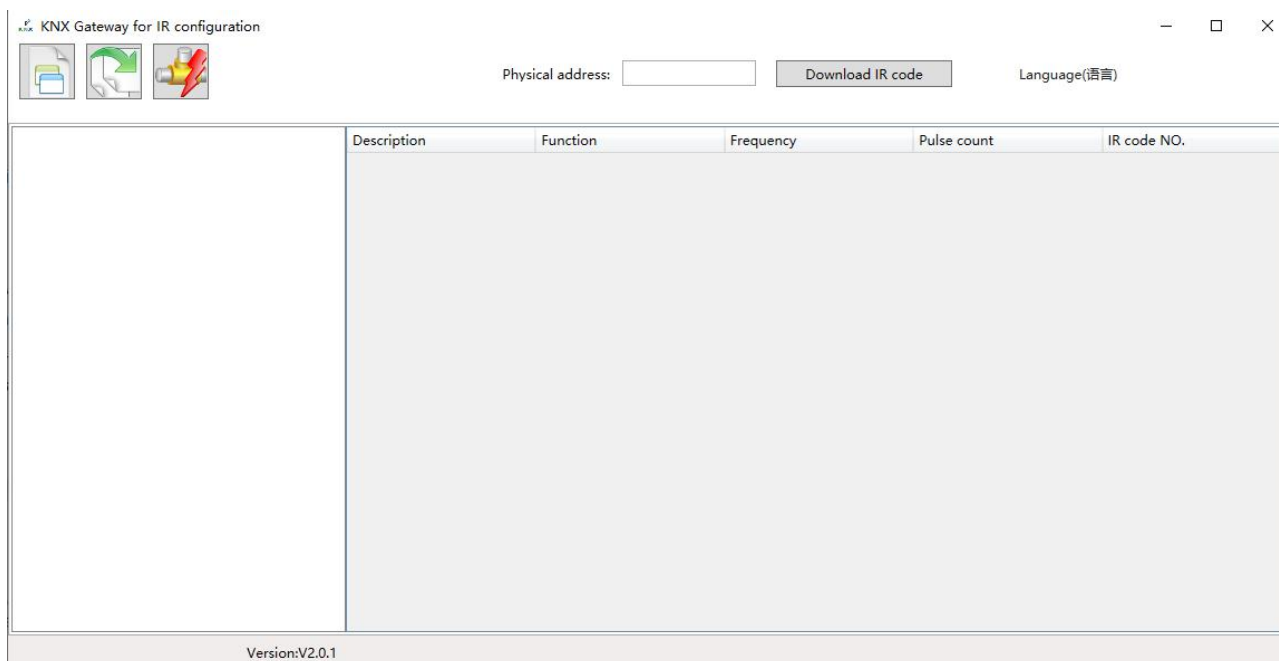 KNX Gateway for IR configuration
Physical address: Download IR code Language(语言)
Description Function Frequency Pulse count IR code NO.
Version:V2.0.1